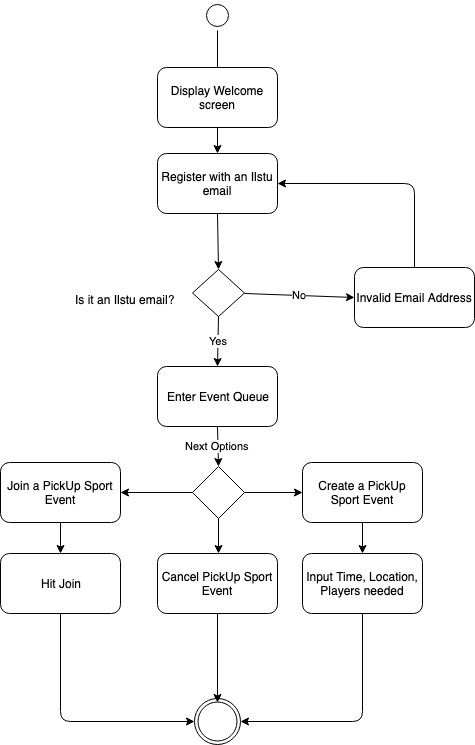 Display Welcome
screen
Register with an Ilstu
email
Is it an Ilstu email?
No
Invalid Email Address
Yes
Enter Event Queue
Next Options
Join a PickUp Sport
Event
Create a PickUp
Sport Event
Hit Join
Cancel PickUp Sport
Event
Input Time, Location,
Players needed